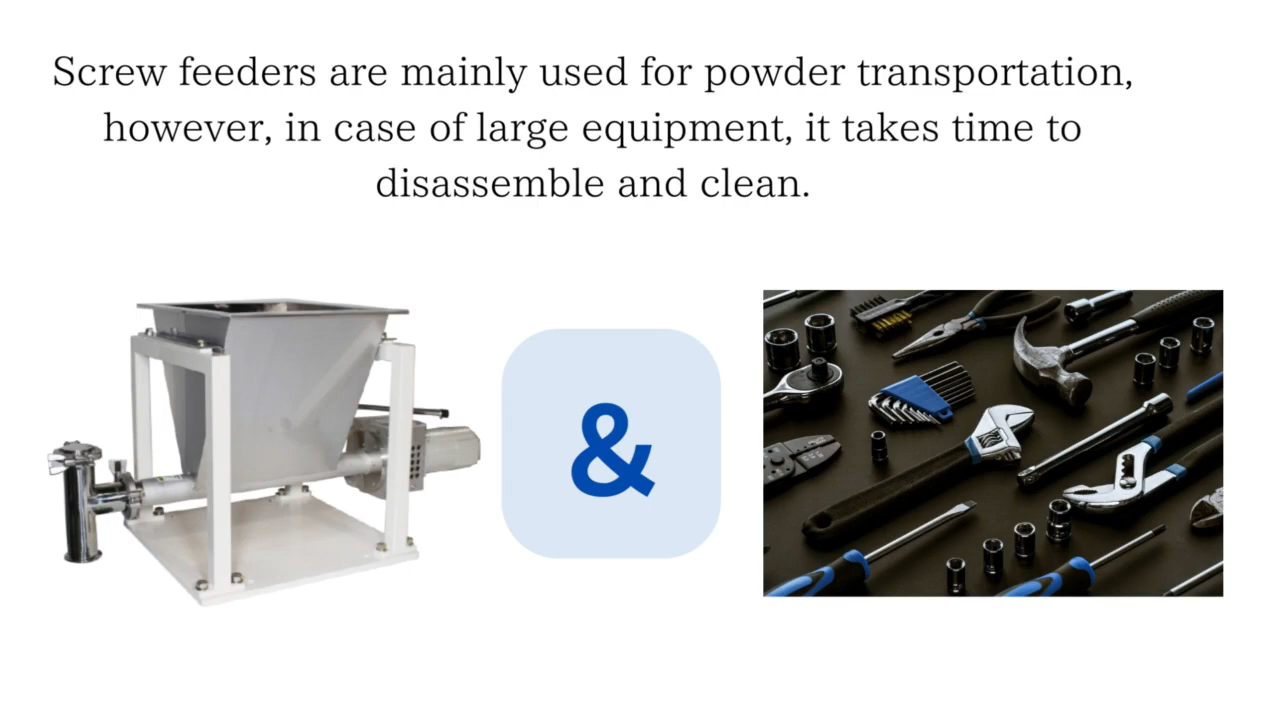 Screw feeders are mainly used for powder transportation,
however, in case of large equipment, it takes time to
disassemble and clean.
&